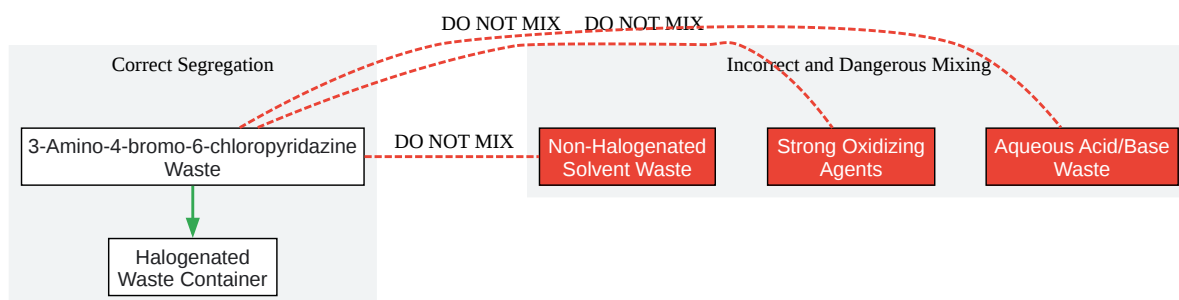 DO NOT MIX DO NOT MIX
Correct Segregation
Incorrect and Dangerous Mixing
3-Amino-4-bromo-6-chloropyridazine
Waste
DO NOT MIX
Non-Halogenated
Solvent Waste
Strong Oxidizing
Agents
Aqueous Acid/Base
Waste
Halogenated
Waste Container